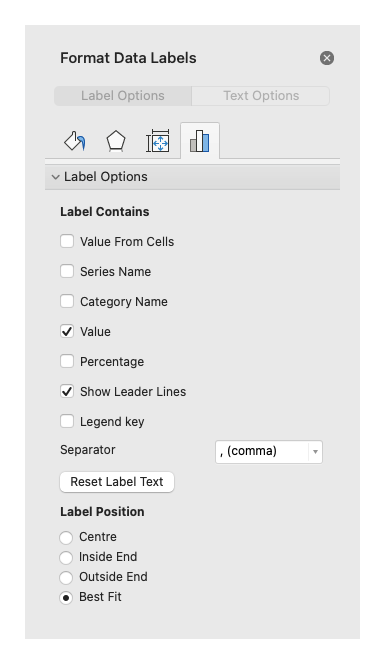 Format Data Labels
Label Options
Text Options
Label Options
Label Contains
Value From Cells
Series Name
Category Name
Value
Percentage
Show Leader Lines
Legend key
Separator
, (comma)
Reset Label Text
Label Position
Centre
Inside End
Outside End
Best Fit